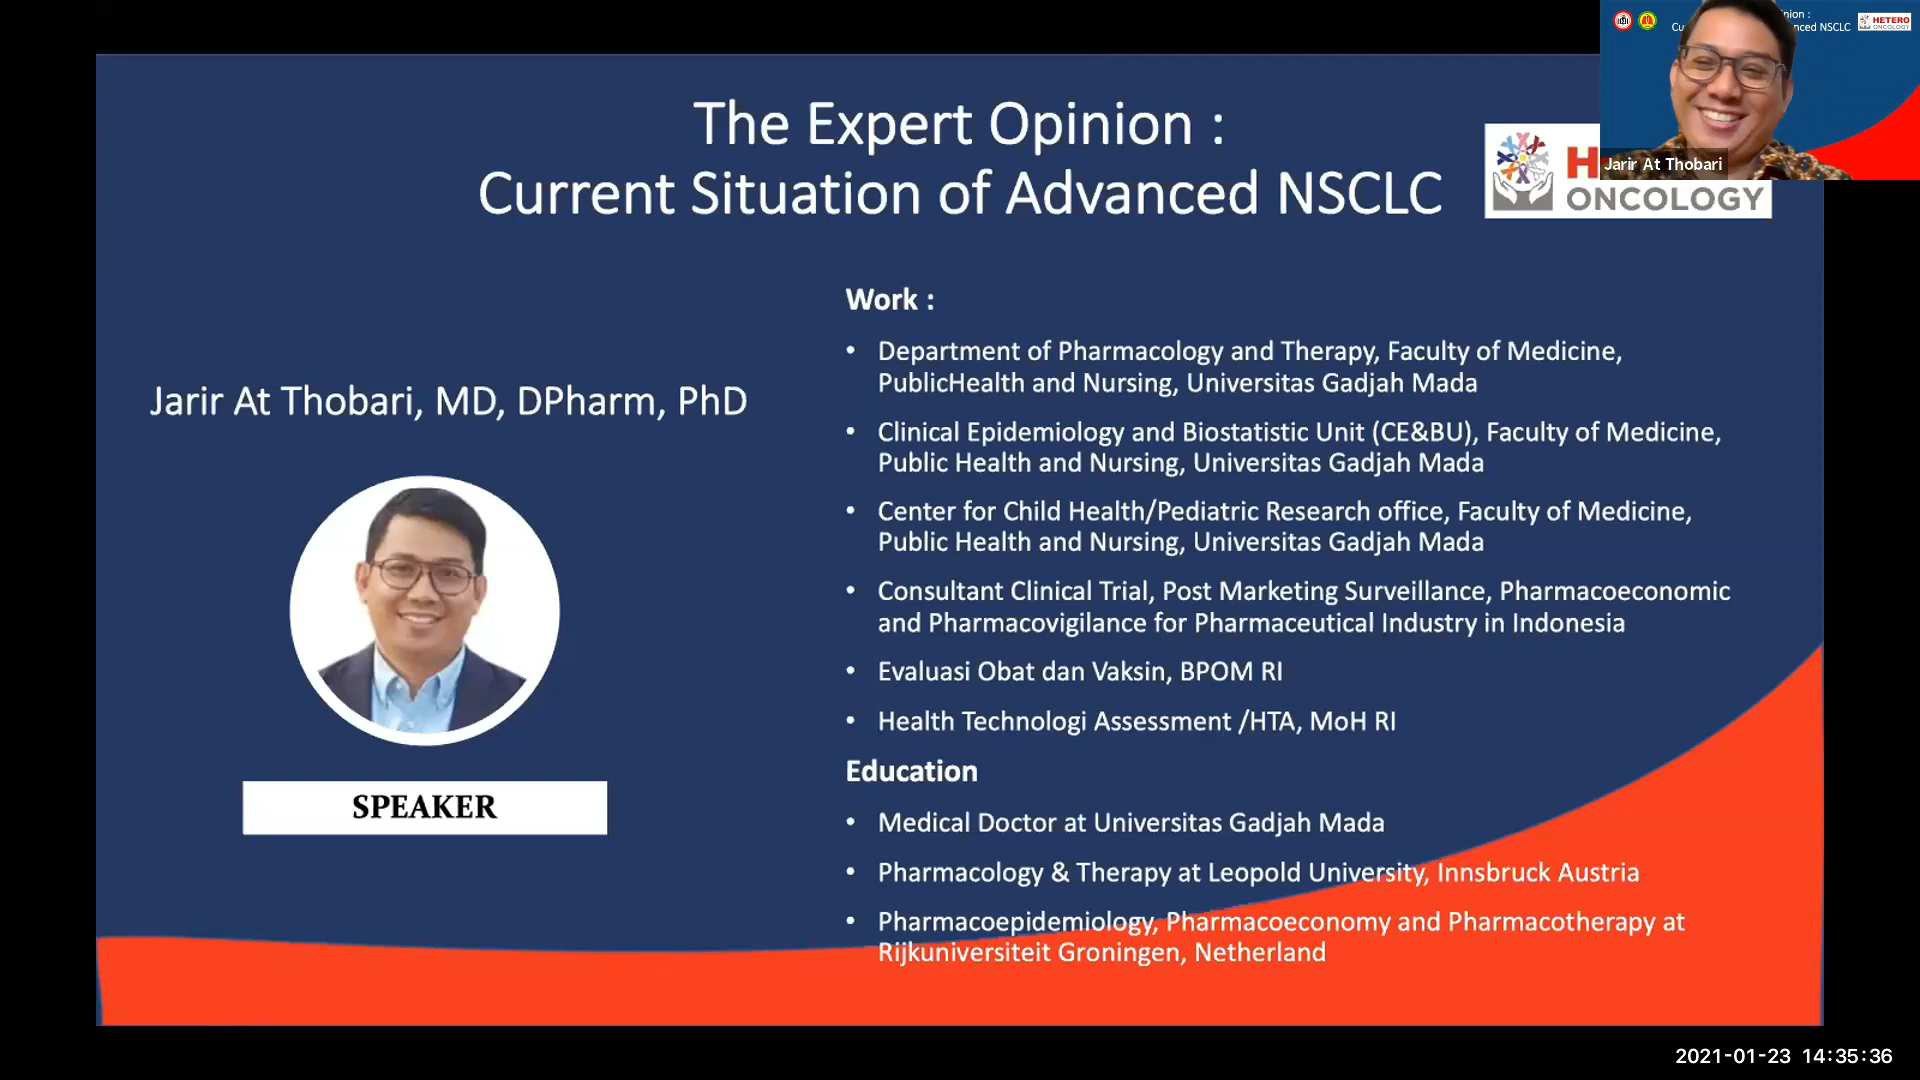 The Expert Opinion :
Current Situation of Advanced NSCLC
H
ONCOLOGY
nion :
Cu
nced NSCLC
HETERO
ONCOLOGY
Jarir At Thobari
Jarir At Thobari, MD, DPharm, PhD
SPEAKER
Work :
• Department of Pharmacology and Therapy, Faculty of Medicine,
PublicHealth and Nursing, Universitas Gadjah Mada
• Clinical Epidemiology and Biostatistic Unit (CE&BU), Faculty of Medicine,
Public Health and Nursing, Universitas Gadjah Mada
• Center for Child Health/Pediatric Research office, Faculty of Medicine,
Public Health and Nursing, Universitas Gadjah Mada
• Consultant Clinical Trial, Post Marketing Surveillance, Pharmacoeconomic
and Pharmacovigilance for Pharmaceutical Industry in Indonesia
• Evaluasi Obat dan Vaksin, BPOM RI
• Health Technologi Assessment /HTA, MoH RI
Education
• Medical Doctor at Universitas Gadjah Mada
• Pharmacology & Therapy at Leopold University, Innsbruck Austria
• Pharmacoepidemiology, Pharmacoeconomy and Pharmacotherapy at
Rijkuniversiteit Groningen, Netherland
2021-01-23 14:35:36